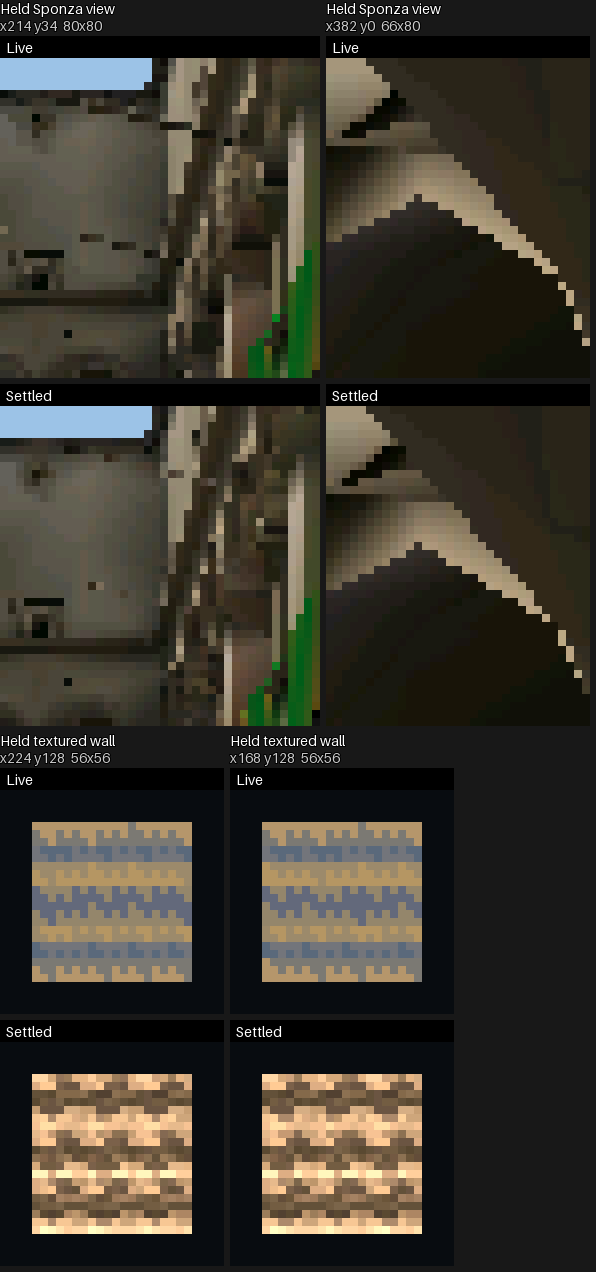 Held Sponza view
x214 y34 80x80
Live
Held Sponza view
x382 y0 66x80
Live
Settled
Settled
Held textured wall
x224 y128 56x56
Live
Held textured wall
x168 y128 56x56
Live
Settled
Settled